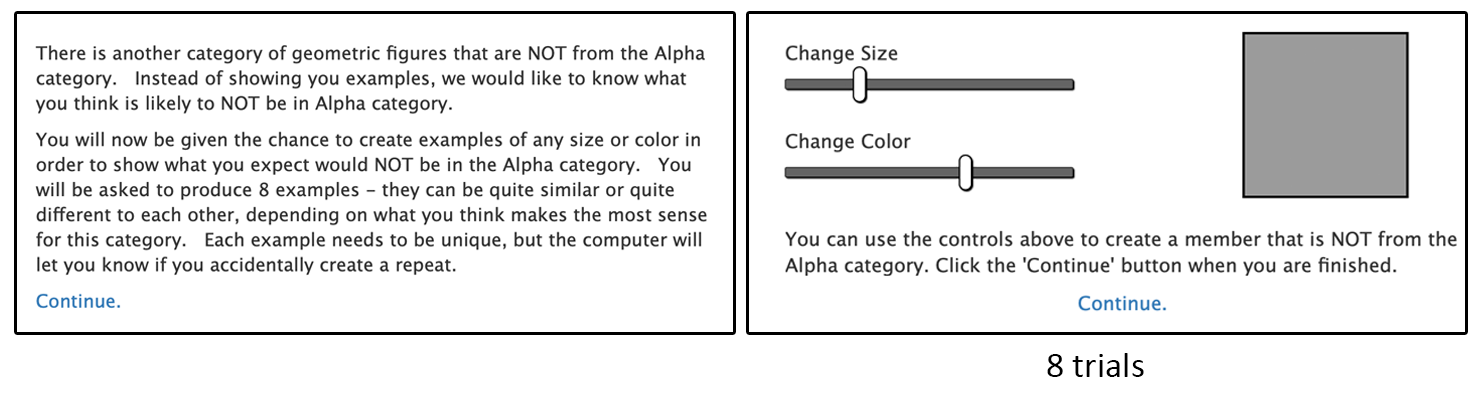 There is another category of geometric figures that are NOT from the Alpha
category. Instead of showing you examples, we would like to know what
you think is likely to NOT be in Alpha category.
You will now be given the chance to create examples of any size or color in
order to show what you expect would NOT be in the Alpha category. You
will be asked to produce 8 examples – they can be quite similar or quite
different to each other, depending on what you think makes the most sense
for this category. Each example needs to be unique, but the computer will
let you know if you accidentally create a repeat.
Continue.
Change Size
Change Color
You can use the controls above to create a member that is NOT from the
Alpha category. Click the 'Continue' button when you are finished.
Continue.
8 trials